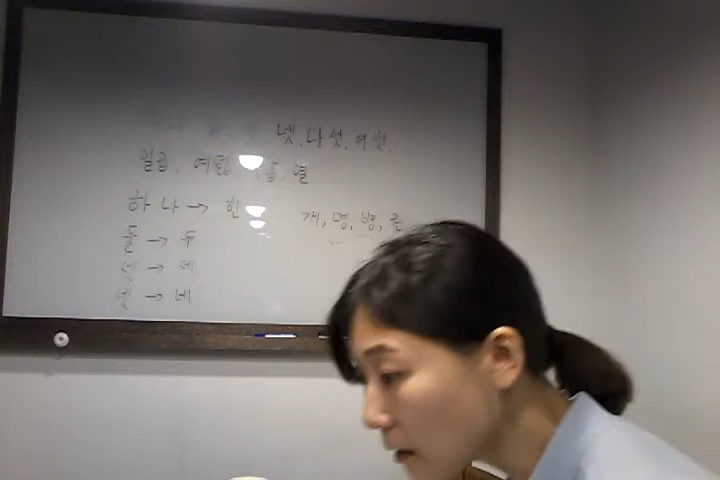 넷, 다섯, 여섯.
일곱, 여덟, 열
하나 → 한
개, 명, 병,
둘 → 두
셋 → 세
넷 → 네